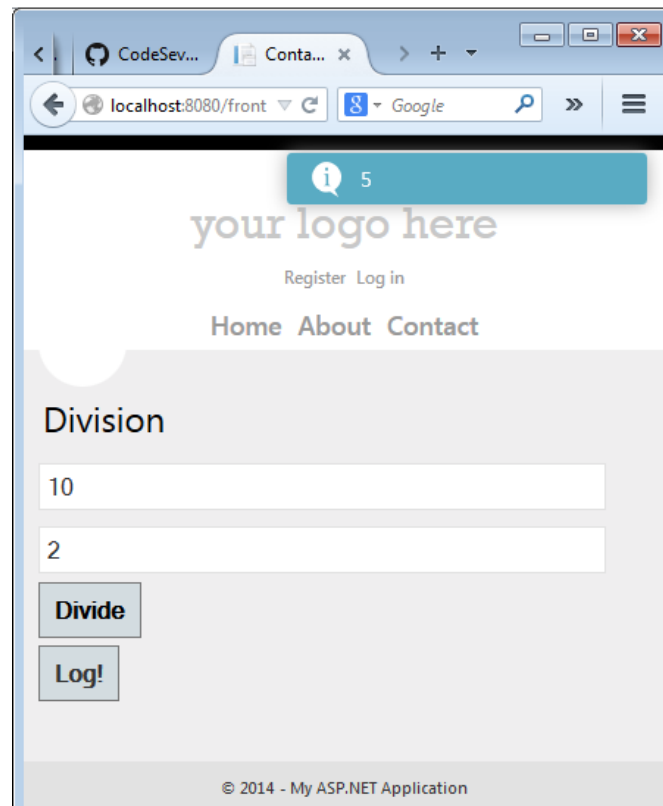 CodeSev...
Conta...
localhost:8080/front
8 Google
5
your logo here
Register Log in
Home About Contact
Division
10
2
Divide
Log!
© 2014 - My ASP.NET Application